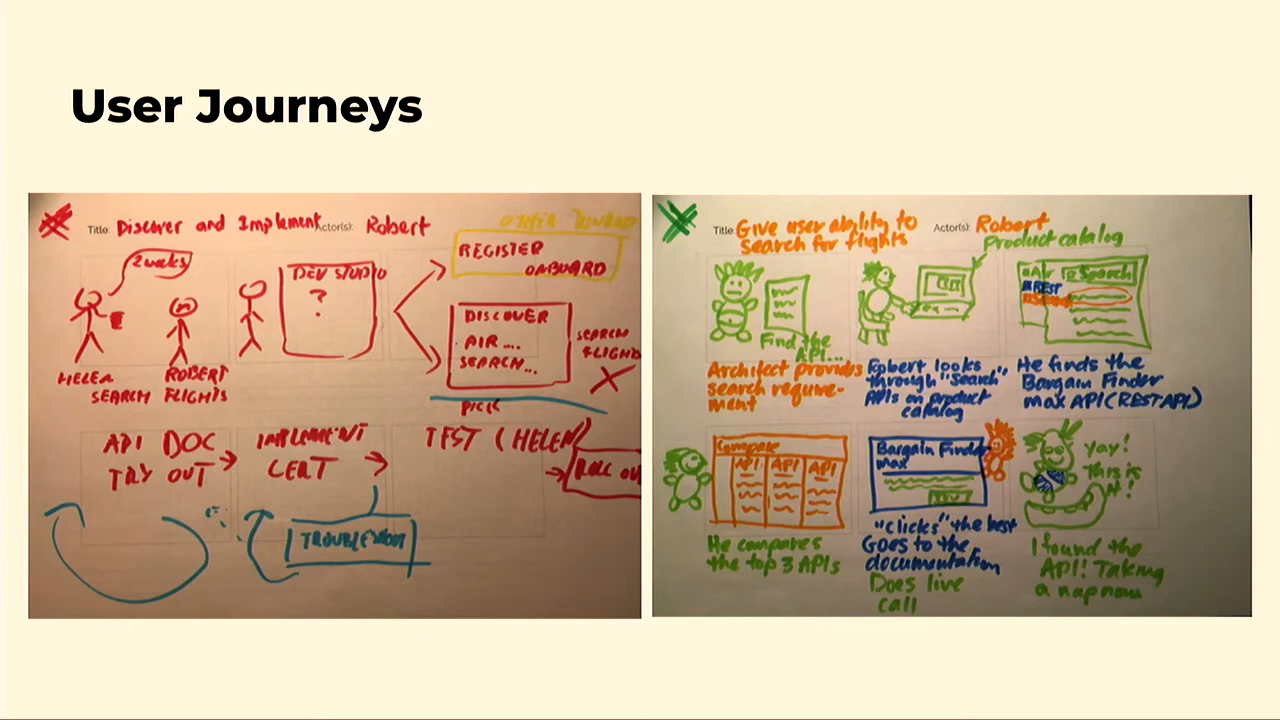 User Journeys
Title: Discover and Implement Actor(s): Robert
REGISTER
ONBOARD
2 weeks
DEV STUDIO
?
DISCOVER
AIR...
SEARCH...
SEARCH
FLIGHTS
PICK
HELEN
ROBERT
SEARCH FLIGHTS
API DOC
TRY OUT
IMPLEMENT
CERT
TEST (HELEN)
ROLL OUT
TROUBLESHOOT
Title: Give user ability to
search for flights
Actor(s): Robert
product catalog
Find the
API...
Air Search
REST
Architect provides
search require-
ment
Robert looks
through "Search"
APIs on product
catalog
He finds the
Bargain Finder
max API (REST API)
Compare
API API API
He compares
the top 3 APIs
Bargain Finder
max
"clicks" the best
Goes to the
documentation
Does live
call
yay!
This is
it!
I found the
API! Taking
a nap now